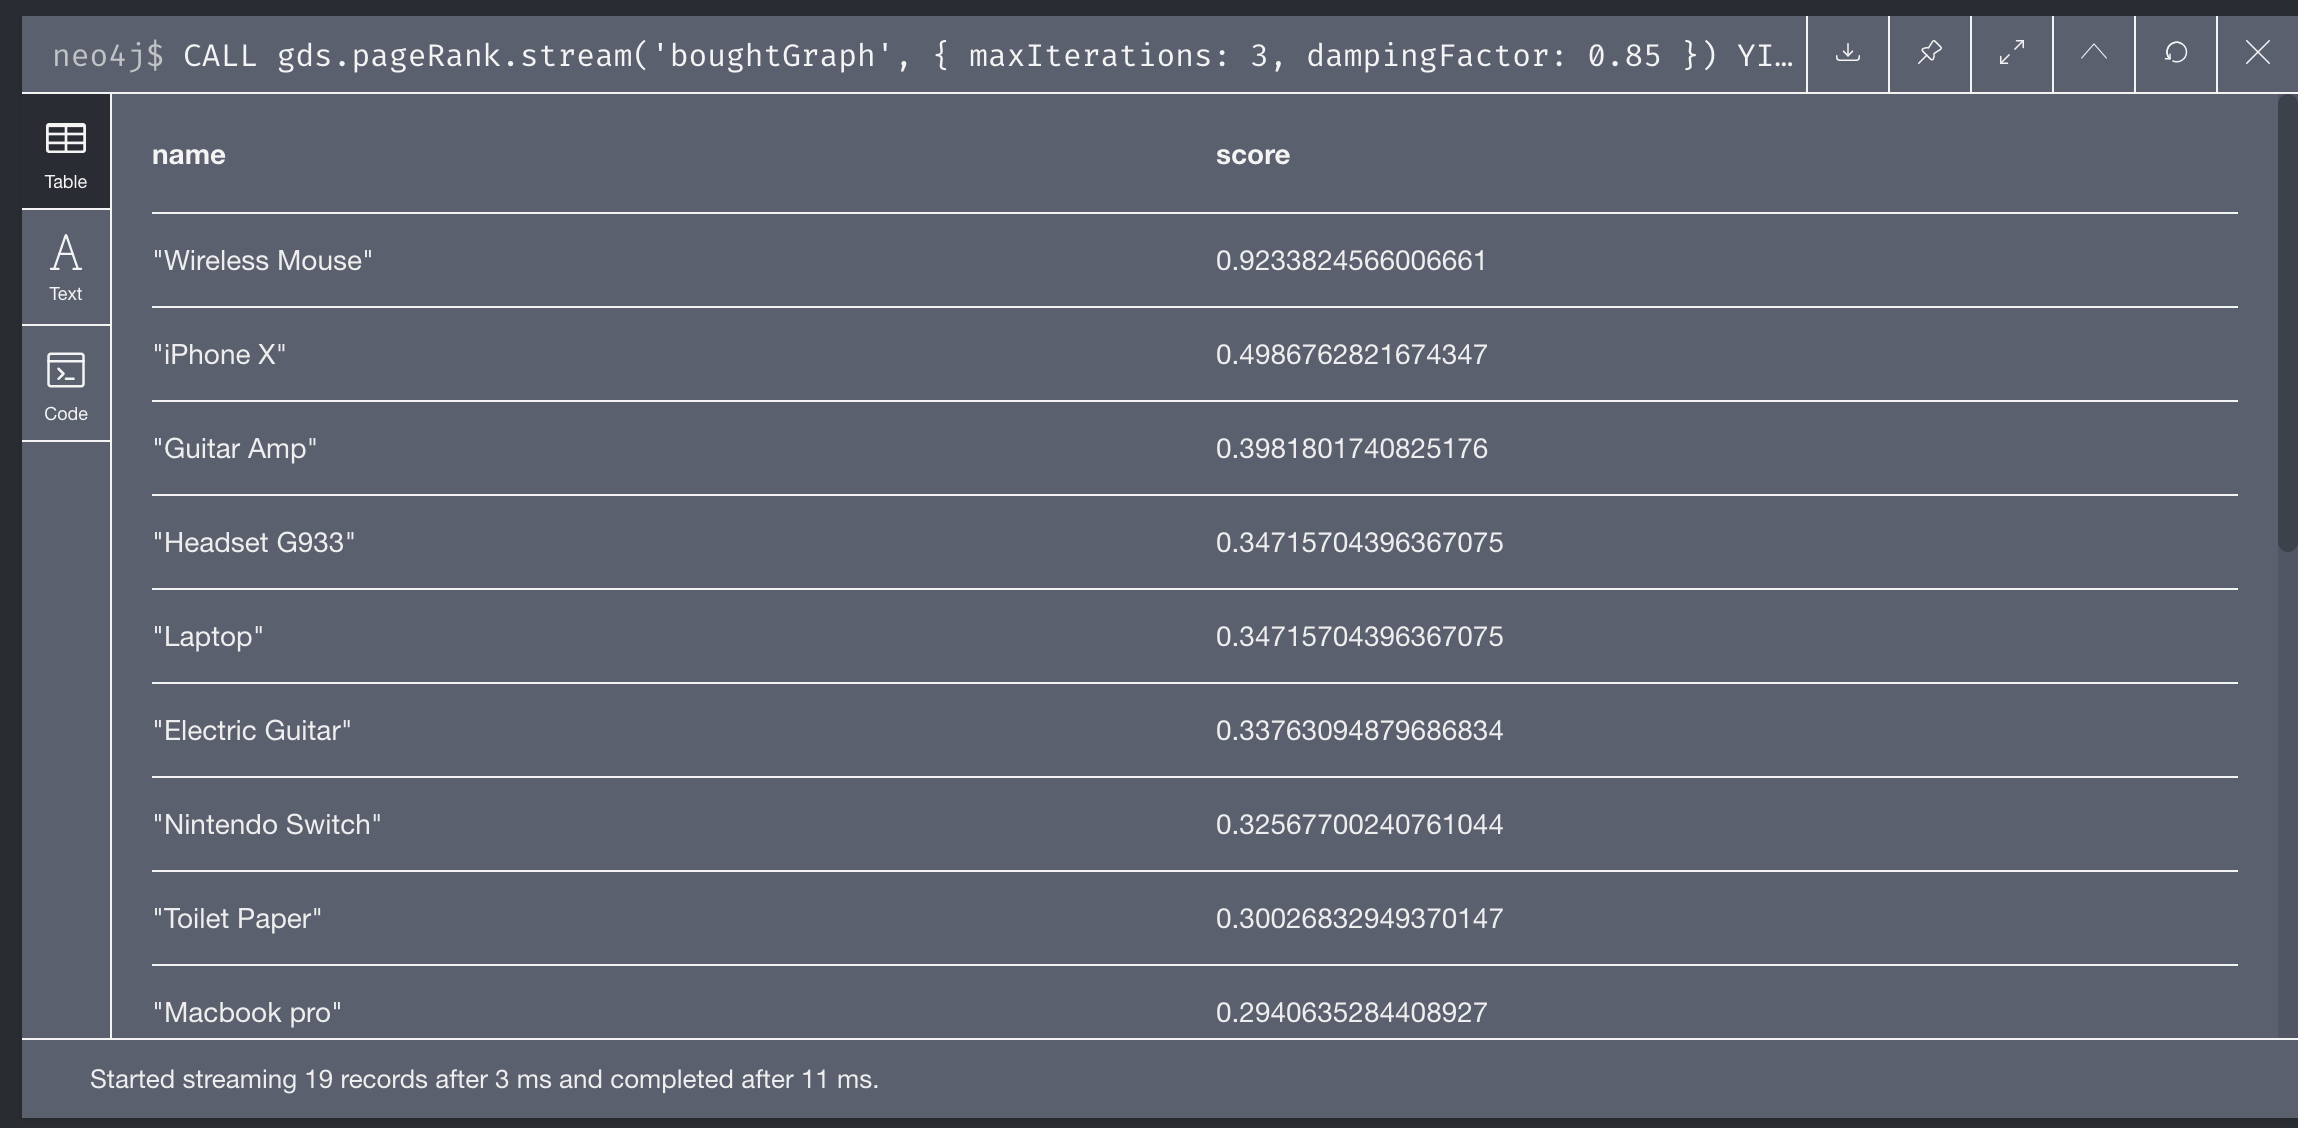 neo4j$ CALL gds.pageRank.stream('boughtGraph', { maxIterations: 3, dampingFactor: 0.85 }) YI…
Table
Text
Code
name score
"Wireless Mouse" 0.9233824566006661
"iPhone X" 0.4986762821674347
"Guitar Amp" 0.3981801740825176
"Headset G933" 0.34715704396367075
"Laptop" 0.34715704396367075
"Electric Guitar" 0.33763094879686834
"Nintendo Switch" 0.32567700240761044
"Toilet Paper" 0.30026832949370147
"Macbook pro" 0.2940635284408927
Started streaming 19 records after 3 ms and completed after 11 ms.